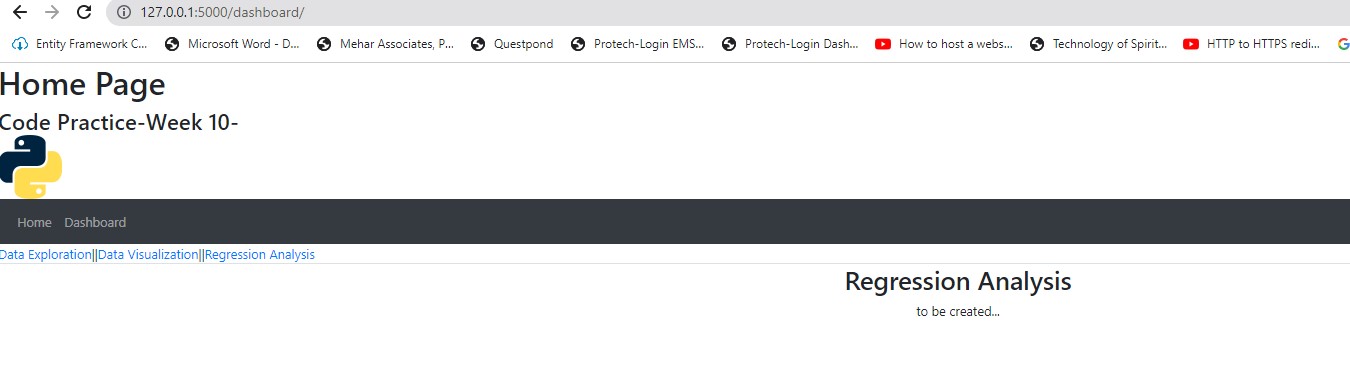 127.0.0.1:5000/dashboard/
Entity Framework C... Microsoft Word - D... Mehar Associates, P... Questpond Protech-Login EMS... Protech-Login Dash... How to host a webs... Technology of Spirit... HTTP to HTTPS redi...
Home Page
Code Practice-Week 10-
Home Dashboard
Data Exploration||Data Visualization||Regression Analysis
Regression Analysis
to be created...